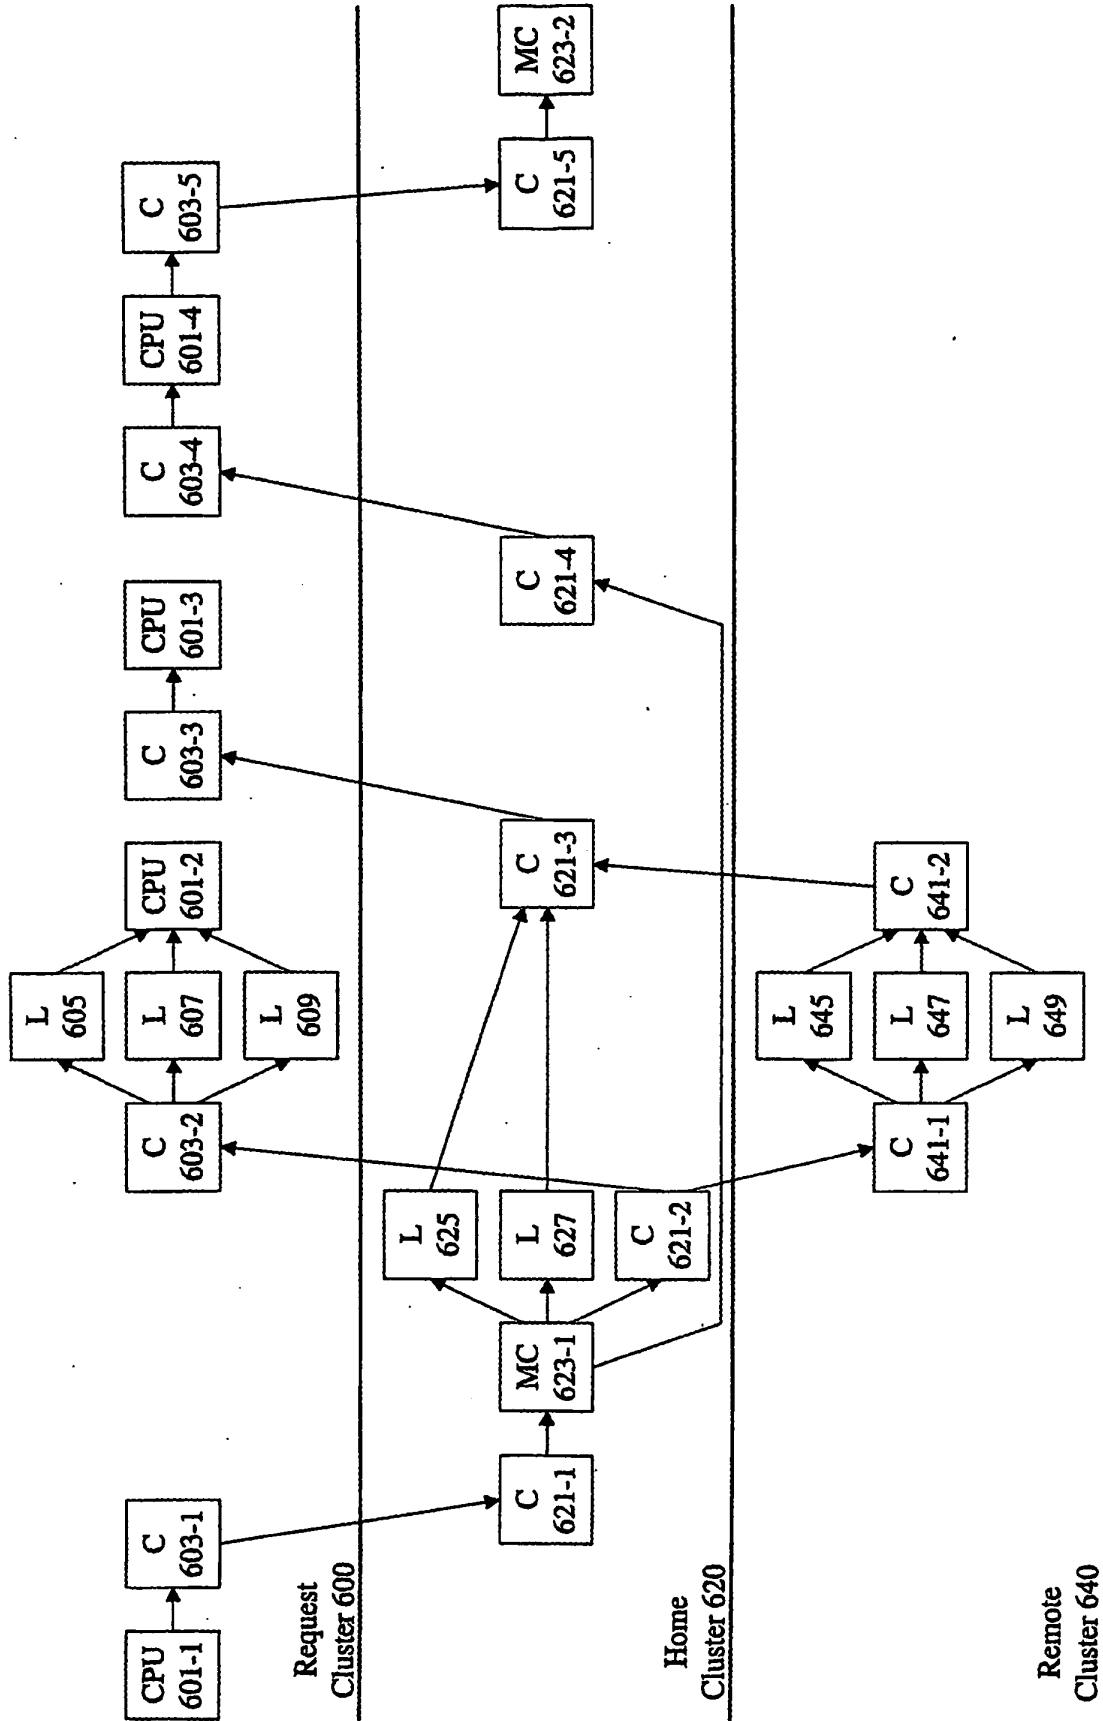 CPU
601-1
C
603-1
C
603-2
L
605
L
607
L
609
CPU
601-2
C
603-3
CPU
601-3
C
603-4
CPU
601-4
C
603-5
Request
Cluster 600
C
621-1
MC
623-1
L
625
L
627
C
621-2
C
621-3
C
621-4
C
621-5
MC
623-2
Home
Cluster 620
C
641-1
L
645
L
647
L
649
C
641-2
Remote
Cluster 640